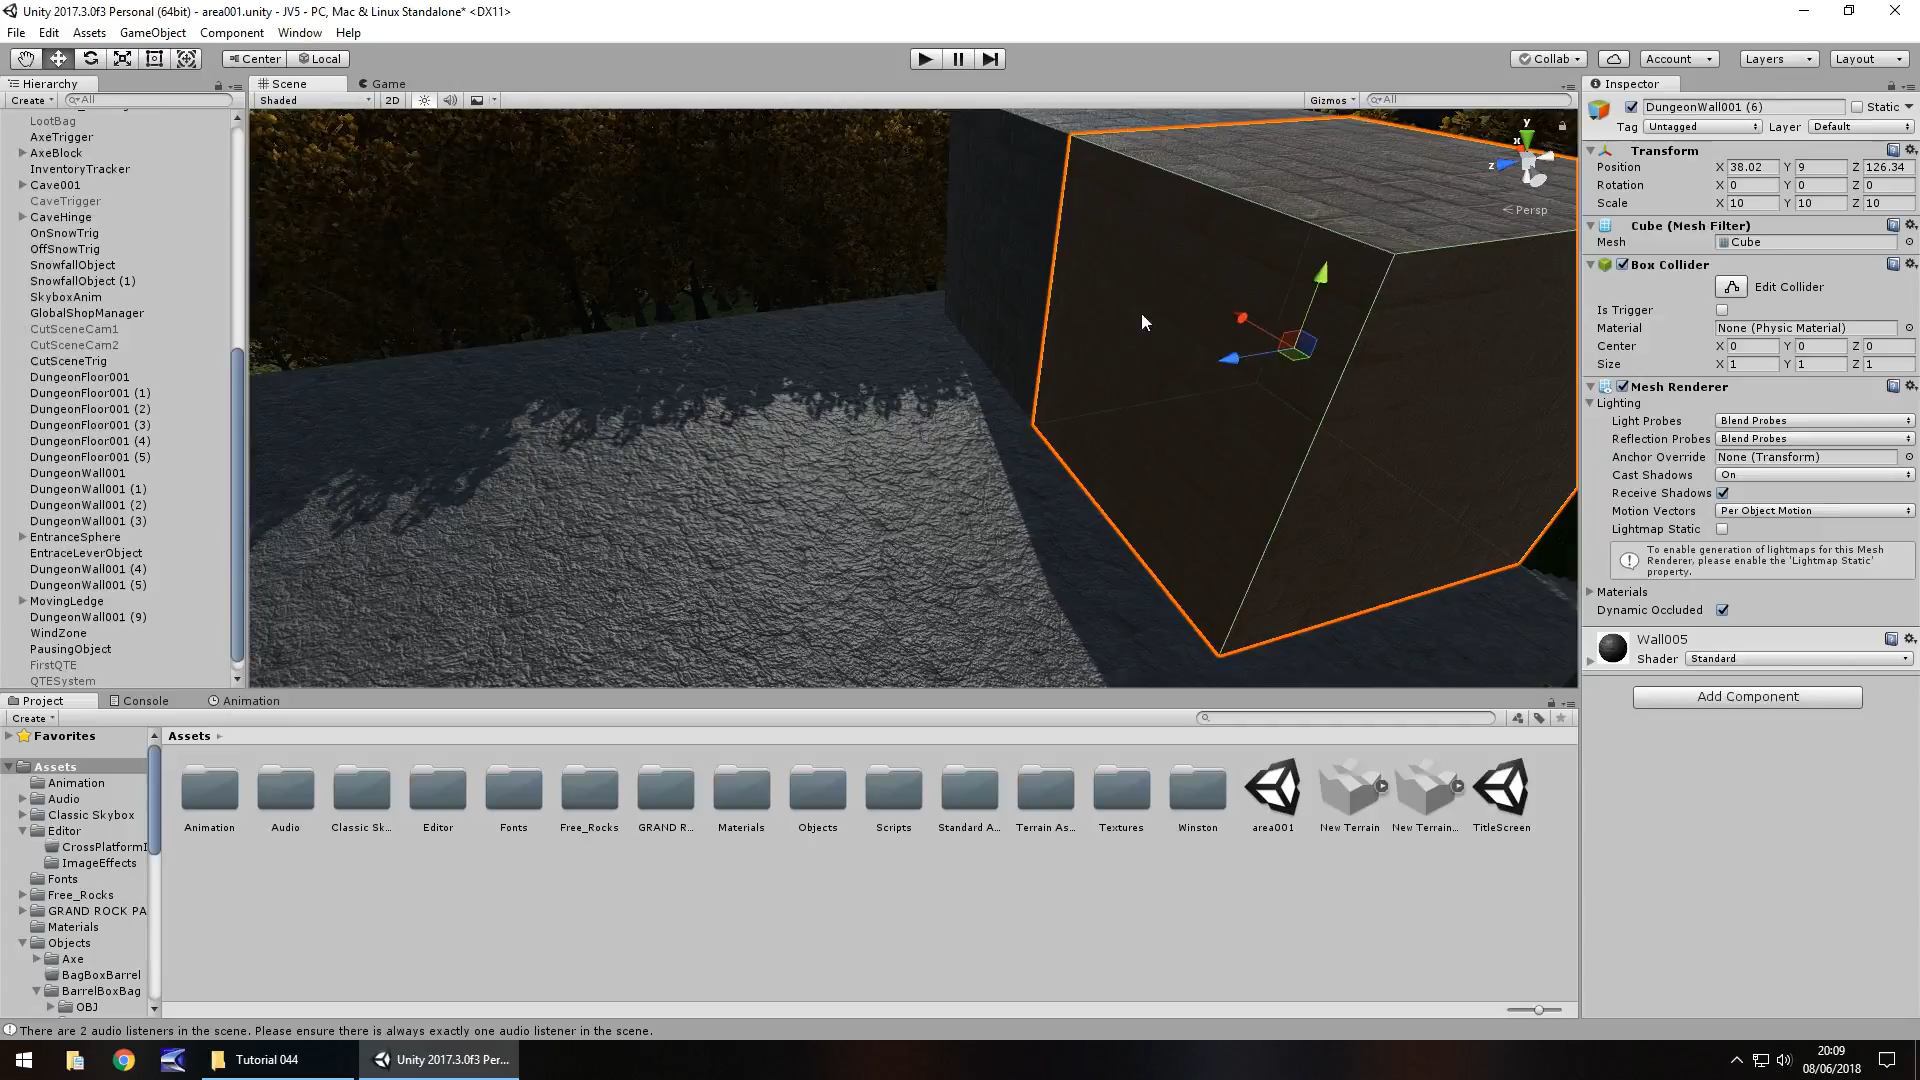 Unity 2017.3.0f3 Personal (64bit) - area001.unity - JV5 - PC, Mac & Linux Standalone* <DX11>
File Edit Assets GameObject Component Window Help
Center Local Collab Account Layers Layout
Hierarchy
Create All
LootBag
AxeTrigger
AxeBlock
InventoryTracker
Cave001
CaveTrigger
CaveHinge
OnSnowTrig
OffSnowTrig
SnowfallObject
SnowfallObject (1)
SkyboxAnim
GlobalShopManager
CutSceneCam1
CutSceneCam2
CutSceneTrig
DungeonFloor001
DungeonFloor001 (1)
DungeonFloor001 (2)
DungeonFloor001 (3)
DungeonFloor001 (4)
DungeonFloor001 (5)
DungeonWall001
DungeonWall001 (1)
DungeonWall001 (2)
DungeonWall001 (3)
EntranceSphere
EntraceLeverObject
DungeonWall001 (4)
DungeonWall001 (5)
MovingLedge
DungeonWall001 (9)
WindZone
PausingObject
FirstQTE
QTESystem
Scene Game
Shaded 2D Gizmos All
y
x
z
Persp
Inspector
DungeonWall001 (6) Static
Tag Untagged Layer Default
Transform
Position X 38.02 Y 9 Z 126.34
Rotation X 0 Y 0 Z 0
Scale X 10 Y 10 Z 10
Cube (Mesh Filter)
Mesh Cube
Box Collider
Edit Collider
Is Trigger
Material None (Physic Material)
Center X 0 Y 0 Z 0
Size X 1 Y 1 Z 1
Mesh Renderer
Lighting
Light Probes Blend Probes
Reflection Probes Blend Probes
Anchor Override None (Transform)
Cast Shadows On
Receive Shadows
Motion Vectors Per Object Motion
Lightmap Static
To enable generation of lightmaps for this Mesh
Renderer, please enable the 'Lightmap Static'
property.
Materials
Dynamic Occluded
Wall005
Shader Standard
Add Component
Project Console Animation
Create
Favorites
Assets
Animation
Audio
Classic Skybox
Editor
CrossPlatformI
ImageEffects
Fonts
Free_Rocks
GRAND ROCK PA
Materials
Objects
Axe
BagBoxBarrel
BarrelBoxBag
OBJ
Assets
Animation Audio Classic Sk... Editor Fonts Free_Rocks GRAND R... Materials Objects Scripts Standard A... Terrain As... Textures Winston area001 New Terrain New Terrain... TitleScreen
There are 2 audio listeners in the scene. Please ensure there is always exactly one audio listener in the scene.
Tutorial 044
Unity 2017.3.0f3 Per...
20:09
08/06/2018